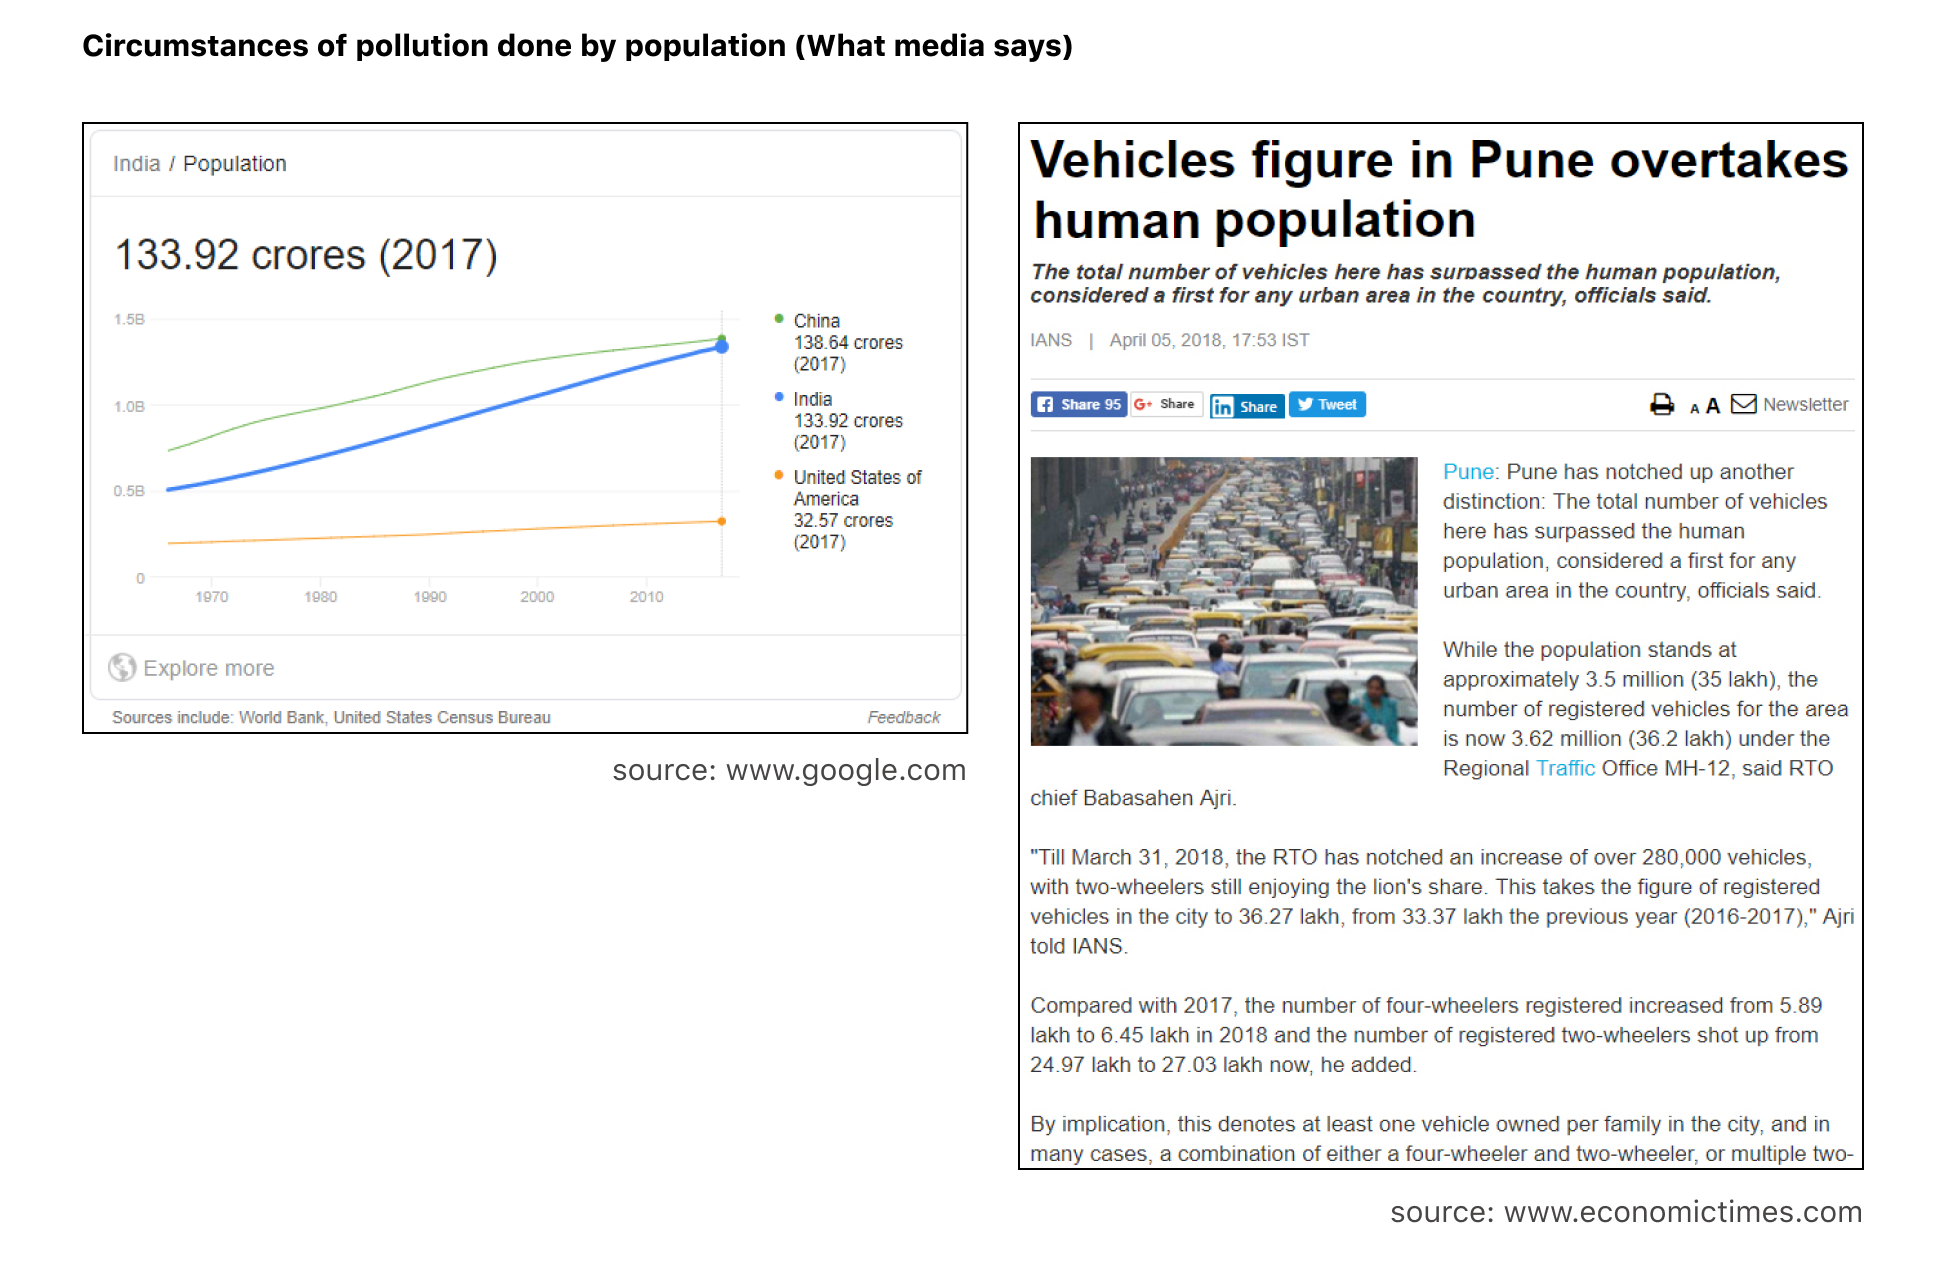 Circumstances of pollution done by population (What media says)
India / Population
133.92 crores (2017)
1.5B
1.0B
0.5B
0
1970 1980 1990 2000 2010
China
138.64 crores
(2017)
India
133.92 crores
(2017)
United States of
America
32.57 crores
(2017)
Explore more
Sources include: World Bank, United States Census Bureau Feedback
source: www.google.com
Vehicles figure in Pune overtakes
human population
The total number of vehicles here has surpassed the human population,
considered a first for any urban area in the country, officials said.
IANS | April 05, 2018, 17:53 IST
Share 95 G+ Share in Share Tweet A A Newsletter
Pune: Pune has notched up another
distinction: The total number of vehicles
here has surpassed the human
population, considered a first for any
urban area in the country, officials said.
While the population stands at
approximately 3.5 million (35 lakh), the
number of registered vehicles for the area
is now 3.62 million (36.2 lakh) under the
Regional Traffic Office MH-12, said RTO
chief Babasahen Ajri.
"Till March 31, 2018, the RTO has notched an increase of over 280,000 vehicles,
with two-wheelers still enjoying the lion's share. This takes the figure of registered
vehicles in the city to 36.27 lakh, from 33.37 lakh the previous year (2016-2017)," Ajri
told IANS.
Compared with 2017, the number of four-wheelers registered increased from 5.89
lakh to 6.45 lakh in 2018 and the number of registered two-wheelers shot up from
24.97 lakh to 27.03 lakh now, he added.
By implication, this denotes at least one vehicle owned per family in the city, and in
many cases, a combination of either a four-wheeler and two-wheeler, or multiple two-
source: www.economictimes.com